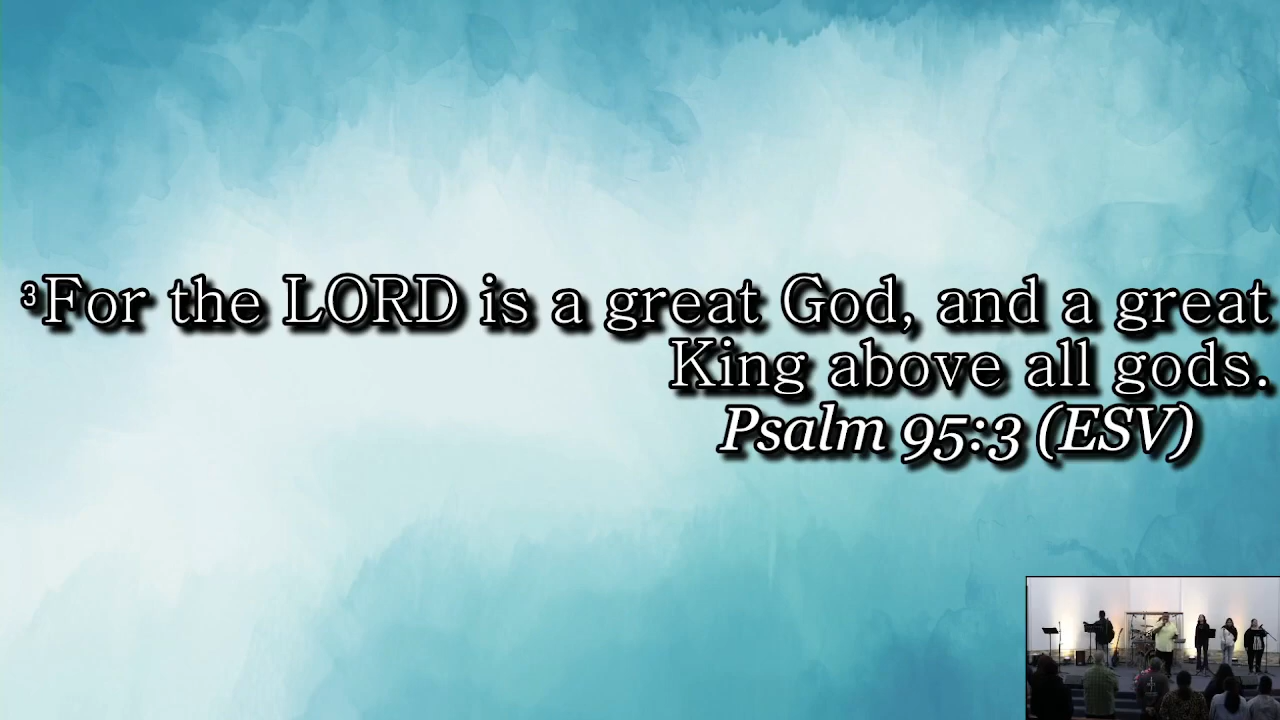 ³For the LORD is a great God, and a great
King above all gods.
Psalm 95:3 (ESV)